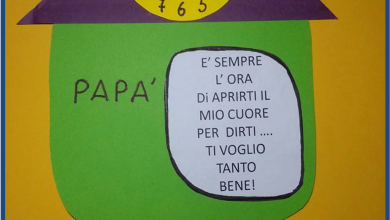 7 6 5
PAPA'
E' SEMPRE
L' ORA
Di APRIRTI IL
MIO CUORE
PER DIRTI ....
TI VOGLIO
TANTO
BENE!